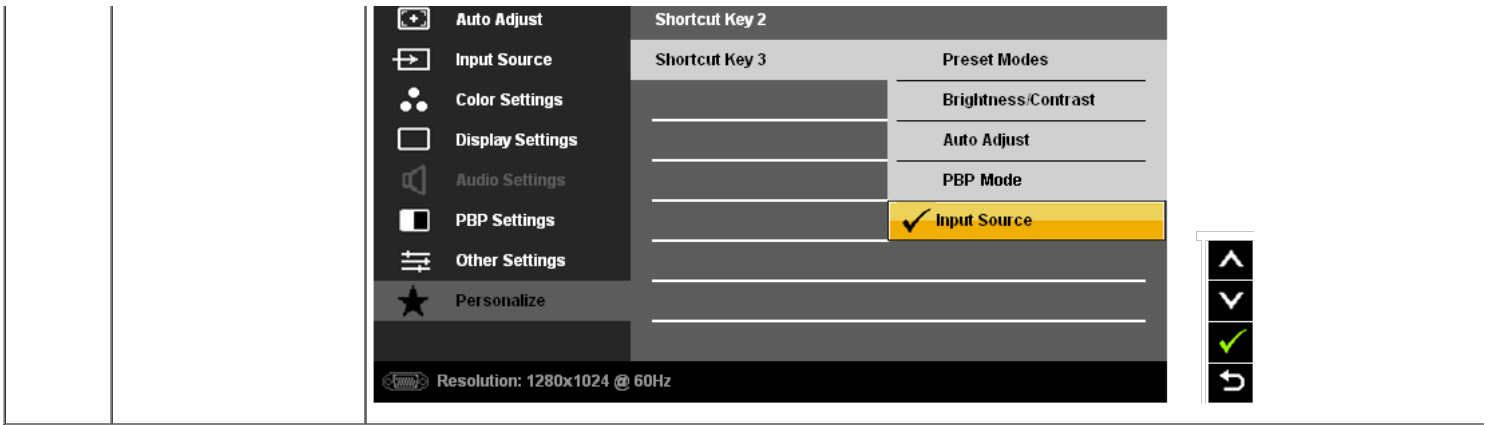 Auto Adjust Shortcut Key 2
Input Source Shortcut Key 3 Preset Modes
Color Settings Brightness/Contrast
Display Settings Auto Adjust
Audio Settings PBP Mode
PBP Settings Input Source
Other Settings
Personalize
Resolution: 1280x1024 @ 60Hz